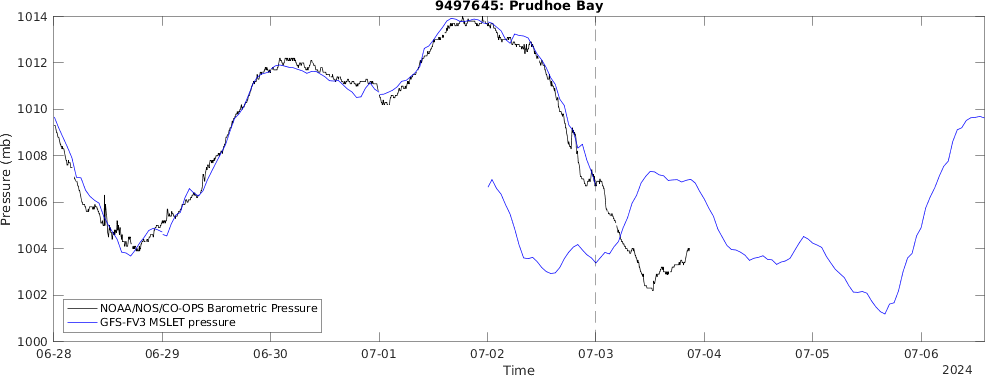 9497645: Prudhoe Bay
1014
1012
1010
1008
1006
1004
1002
1000
Pressure (mb)
NOAA/NOS/CO-OPS Barometric Pressure
GFS-FV3 MSLET pressure
06-28 06-29 06-30 07-01 07-02 07-03 07-04 07-05 07-06
Time
2024